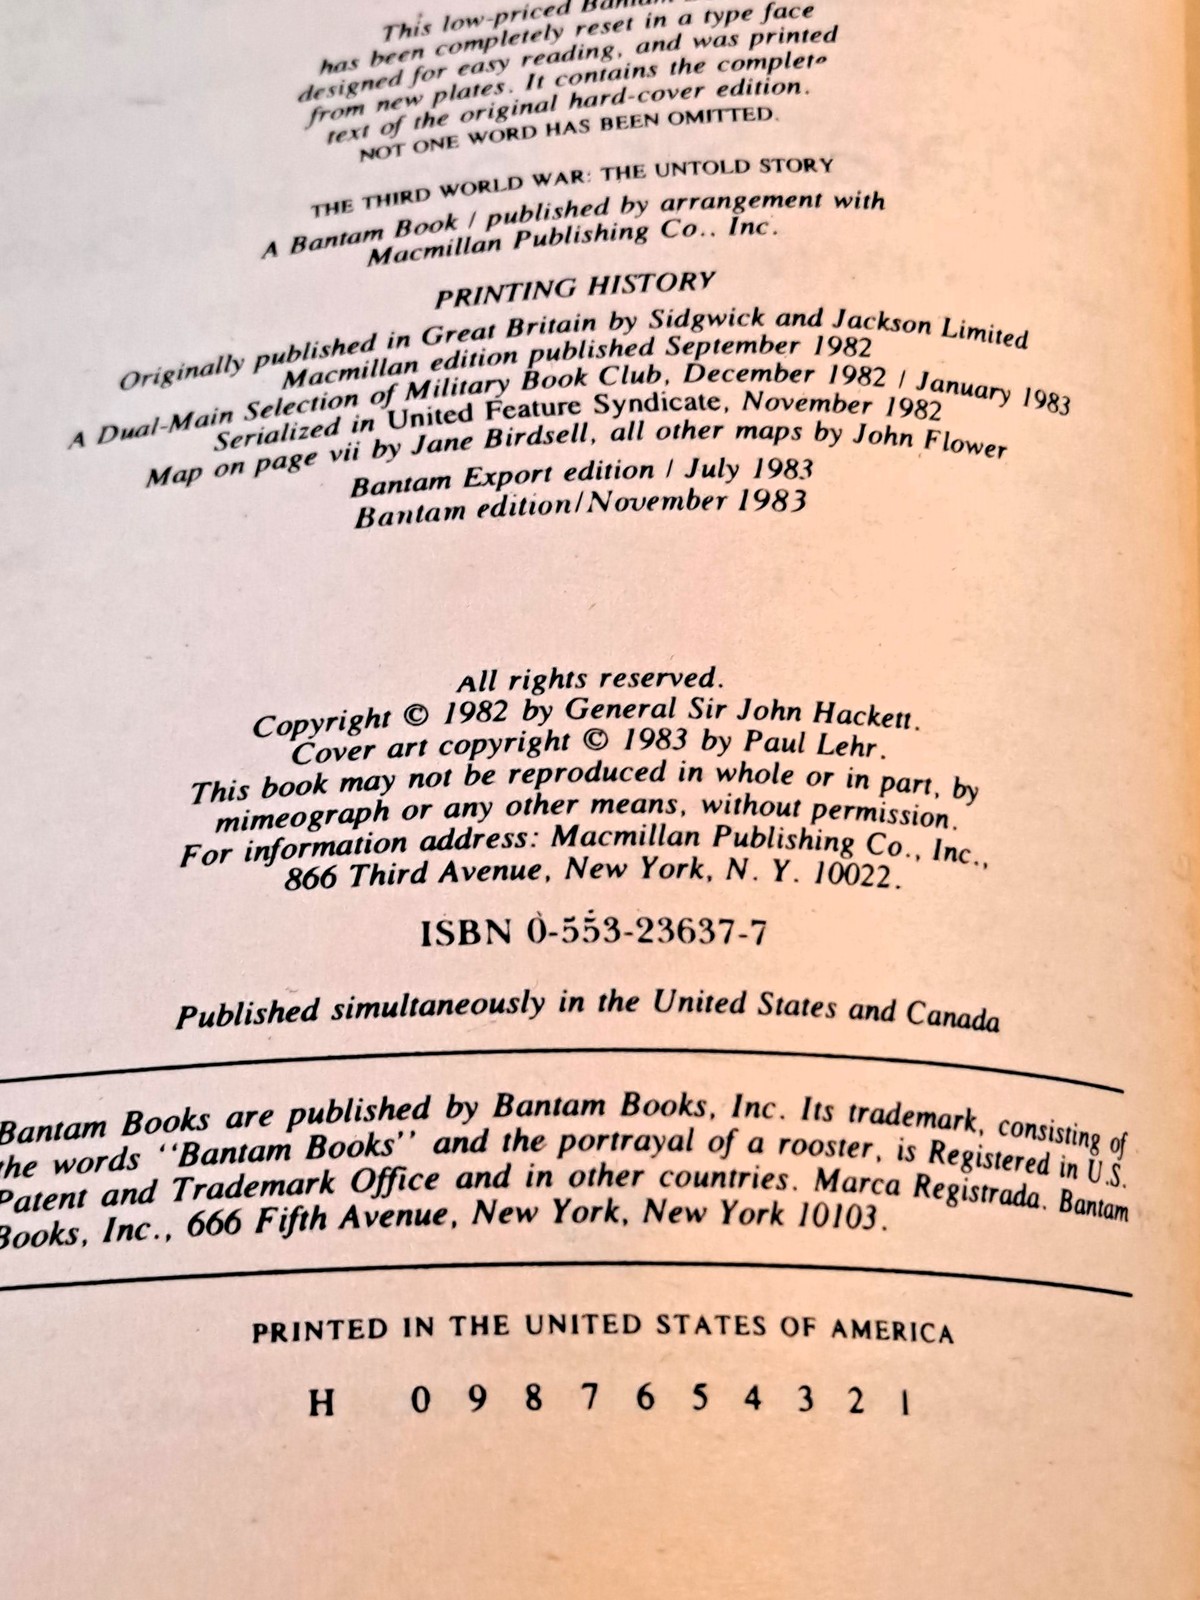 This low-priced Bantam
has been completely reset in a type face
designed for easy reading, and was printed
from new plates. It contains the complete
text of the original hard-cover edition.
NOT ONE WORD HAS BEEN OMITTED.
THE THIRD WORLD WAR: THE UNTOLD STORY
A Bantam Book / published by arrangement with
Macmillan Publishing Co., Inc.
PRINTING HISTORY
Originally published in Great Britain by Sidgwick and Jackson Limited
Macmillan edition published September 1982
A Dual-Main Selection of Military Book Club, December 1982 / January 1983
Serialized in United Feature Syndicate, November 1982
Map on page vii by Jane Birdsell, all other maps by John Flower
Bantam Export edition / July 1983
Bantam edition/November 1983
All rights reserved.
Copyright © 1982 by General Sir John Hackett.
Cover art copyright © 1983 by Paul Lehr.
This book may not be reproduced in whole or in part, by
mimeograph or any other means, without permission.
For information address: Macmillan Publishing Co., Inc.,
866 Third Avenue, New York, N. Y. 10022.
ISBN 0-553-23637-7
Published simultaneously in the United States and Canada
Bantam Books are published by Bantam Books, Inc. Its trademark, consisting of
the words "Bantam Books" and the portrayal of a rooster, is Registered in U.S.
Patent and Trademark Office and in other countries. Marca Registrada. Bantam
Books, Inc., 666 Fifth Avenue, New York, New York 10103.
PRINTED IN THE UNITED STATES OF AMERICA
H 0 9 8 7 6 5 4 3 2 1